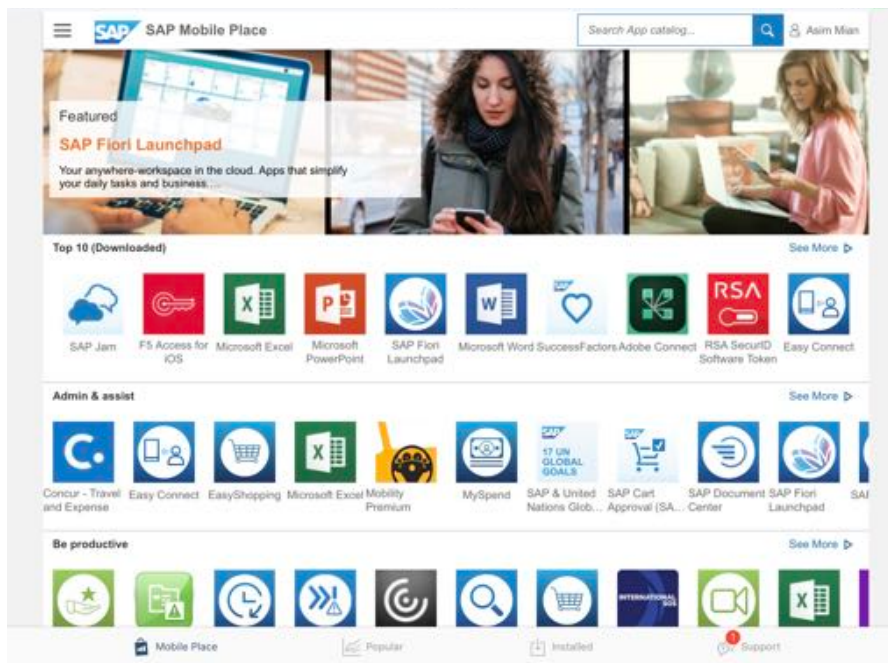 SAP
SAP Mobile Place
Search App catalog...
Asim Mian
Featured
SAP Fiori Launchpad
Your anywhere-workspace in the cloud. Apps that simplify
your daily tasks and business....
Top 10 (Downloaded)
See More
SAP Jam
F5 Access for
iOS
Microsoft Excel
Microsoft
PowerPoint
SAP Fiori
Launchpad
Microsoft Word
SAP
SuccessFactors
Adobe Connect
RSA
RSA SecurID
Software Token
Easy Connect
Admin & assist
See More
C.
Concur - Travel
and Expense
Easy Connect
EasyShopping
Microsoft Excel
Mobility
Premium
MySpend
SAP
17 UN
GLOBAL
GOALS
SAP & United
Nations Glob...
SAP
SAP Cart
Approval (SA...
SAP Document
Center
SAP Fiori
Launchpad
SA
Be productive
See More
INTERNATIONAL
SOS
Mobile Place
Popular
Installed
1
Support